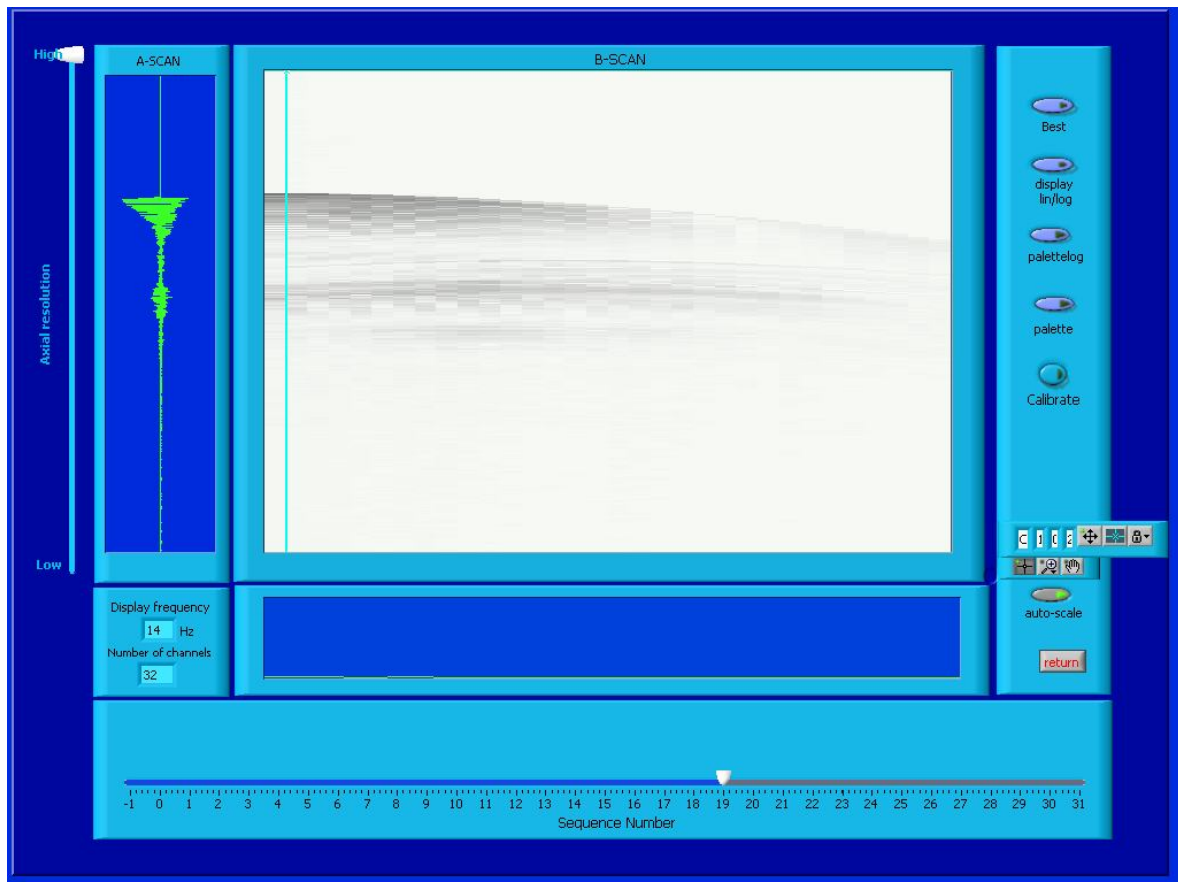 High
A-SCAN
B-SCAN
Best
display
lin/log
palettelog
palette
Calibrate
Axial resolution
Low
C 1 0 2
Display frequency
14 Hz
Number of channels
32
auto-scale
return
-1 0 1 2 3 4 5 6 7 8 9 10 11 12 13 14 15 16 17 18 19 20 21 22 23 24 25 26 27 28 29 30 31
Sequence Number